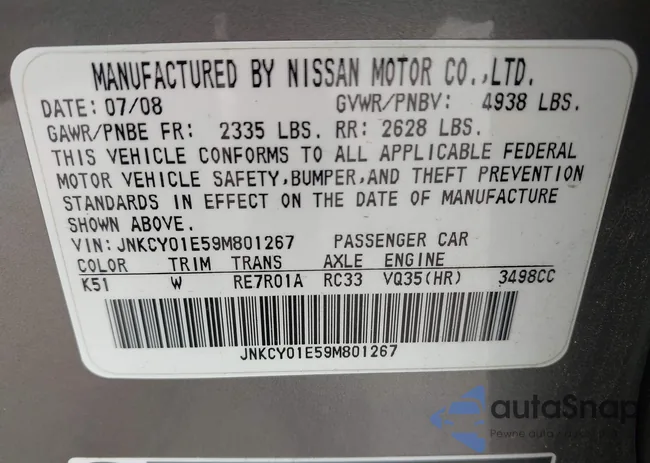 MANUFACTURED BY NISSAN MOTOR CO.,LTD.
DATE: 07/08 GVWR/PNBV: 4938 LBS.
GAWR/PNBE FR: 2335 LBS. RR: 2628 LBS.
THIS VEHICLE CONFORMS TO ALL APPLICABLE FEDERAL
MOTOR VEHICLE SAFETY,BUMPER,AND THEFT PREVENTION
STANDARDS IN EFFECT ON THE DATE OF MANUFACTURE
SHOWN ABOVE.
VIN: JNKCY01E59M801267 PASSENGER CAR
COLOR TRIM TRANS AXLE ENGINE
K51 W RE7R01A RC33 VQ35(HR) 3498CC
JNKCY01E59M801267
autaSnap
Pewne auto